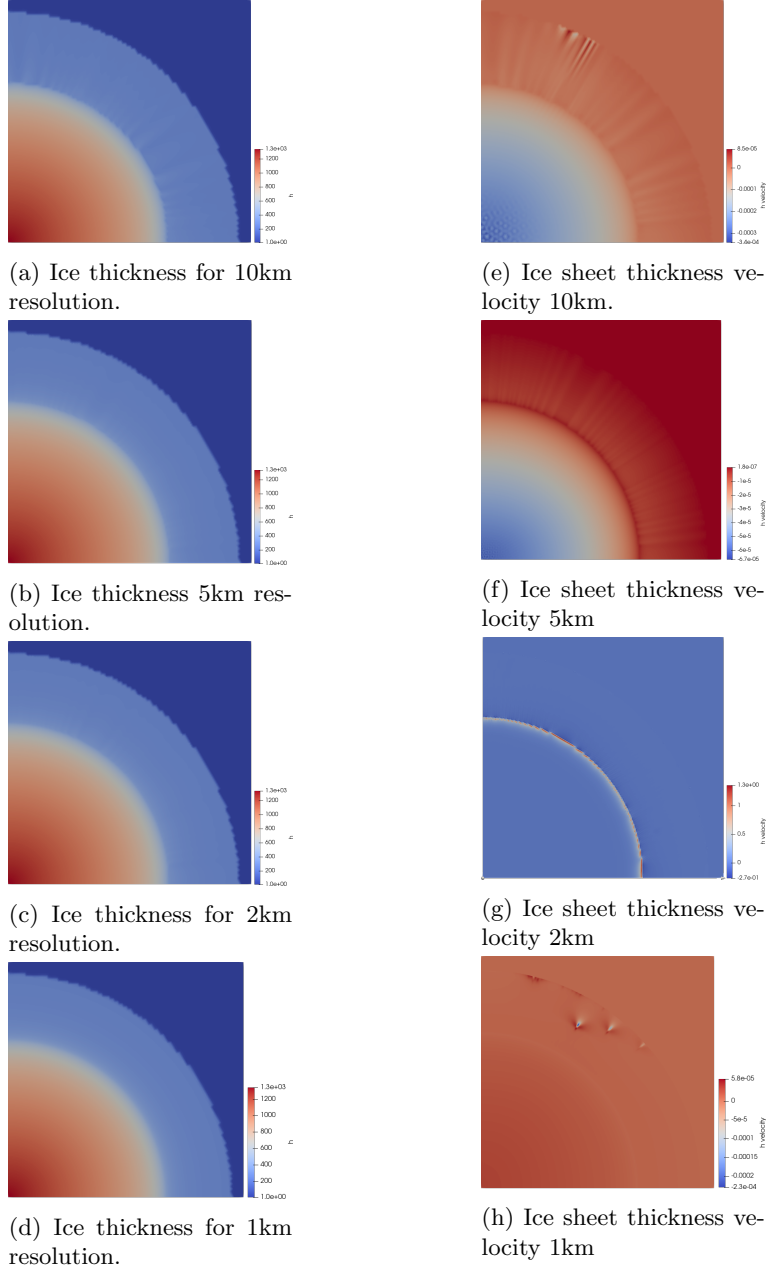 1.3e+03
1200
1000
800
600
400
200
1.0e+00
h
(a) Ice thickness for 10km
resolution.
8.5e-05
0
-0.0001
-0.0002
-0.0003
-3.4e-04
h velocity
(e) Ice sheet thickness ve-
locity 10km.
1.3e+03
1200
1000
800
600
400
200
1.0e+00
h
(b) Ice thickness 5km res-
olution.
1.8e-07
-1e-5
-2e-5
-3e-5
-4e-5
-5e-5
-6e-5
-6.7e-05
h velocity
(f) Ice sheet thickness ve-
locity 5km
1.3e+03
1200
1000
800
600
400
200
1.0e+00
h
(c) Ice thickness for 2km
resolution.
1.3e+00
1
0.5
0
-2.7e-01
h velocity
(g) Ice sheet thickness ve-
locity 2km
1.3e+03
1200
1000
800
600
400
200
1.0e+00
h
(d) Ice thickness for 1km
resolution.
5.8e-05
0
-5e-5
-0.0001
-0.00015
-0.0002
-2.3e-04
h velocity
(h) Ice sheet thickness ve-
locity 1km